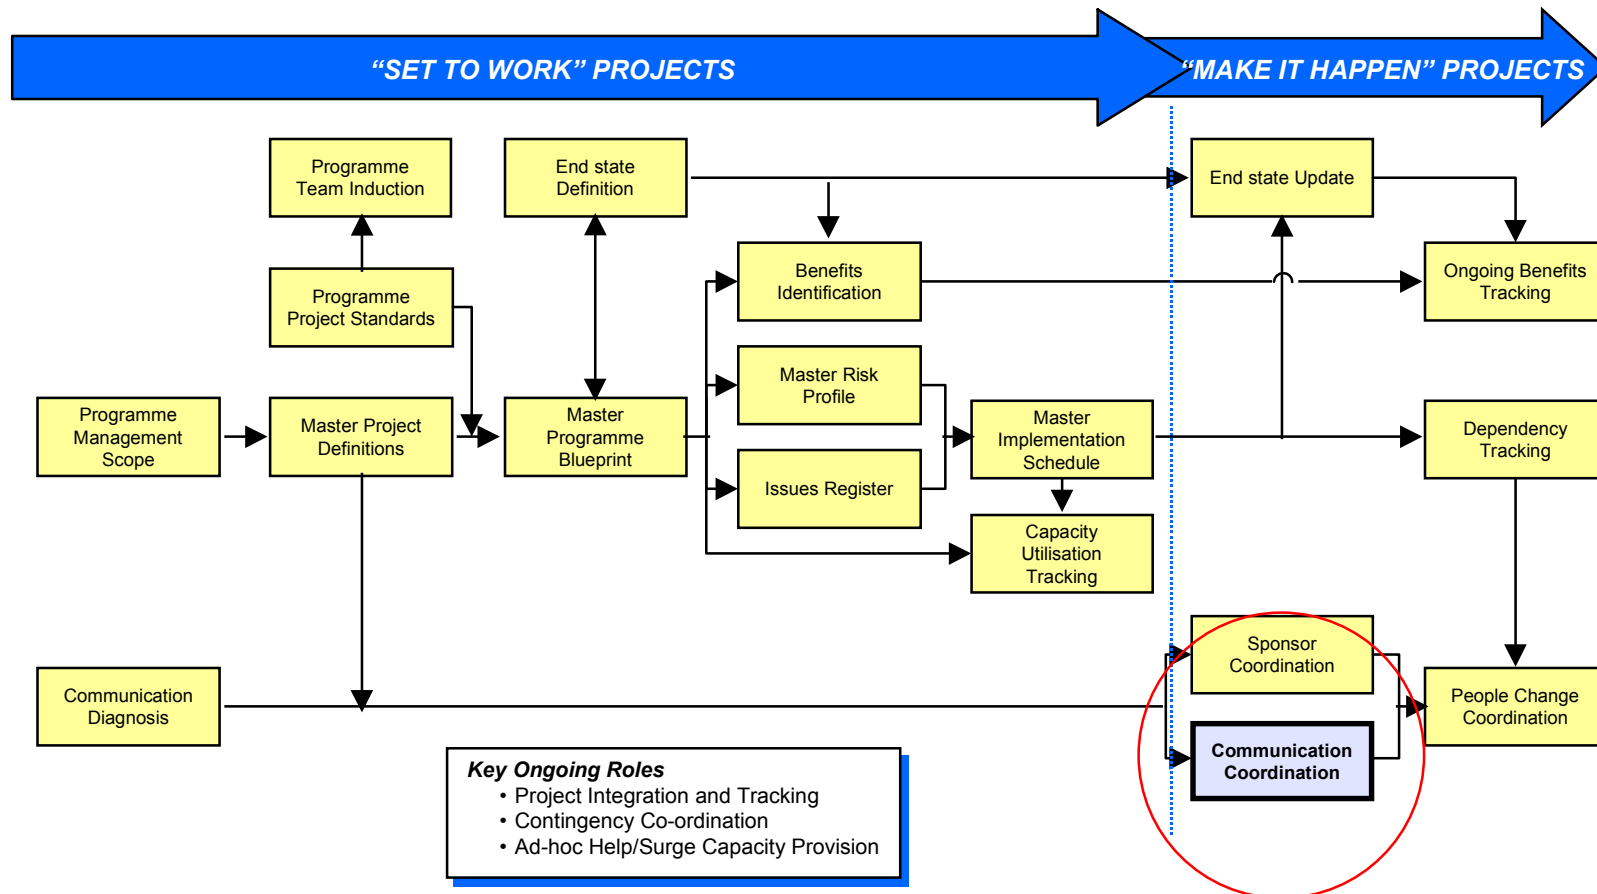 “SET TO WORK” PROJECTS
“MAKE IT HAPPEN” PROJECTS
Programme
Team Induction
End state
Definition
End state Update
Programme
Project Standards
Benefits
Identification
Ongoing Benefits
Tracking
Master Risk
Profile
Programme
Management
Scope
Master Project
Definitions
Master
Programme
Blueprint
Master
Implementation
Schedule
Dependency
Tracking
Issues Register
Capacity
Utilisation
Tracking
Sponsor
Coordination
Communication
Diagnosis
People Change
Coordination
Communication
Coordination
Key Ongoing Roles
• Project Integration and Tracking
• Contingency Co-ordination
• Ad-hoc Help/Surge Capacity Provision